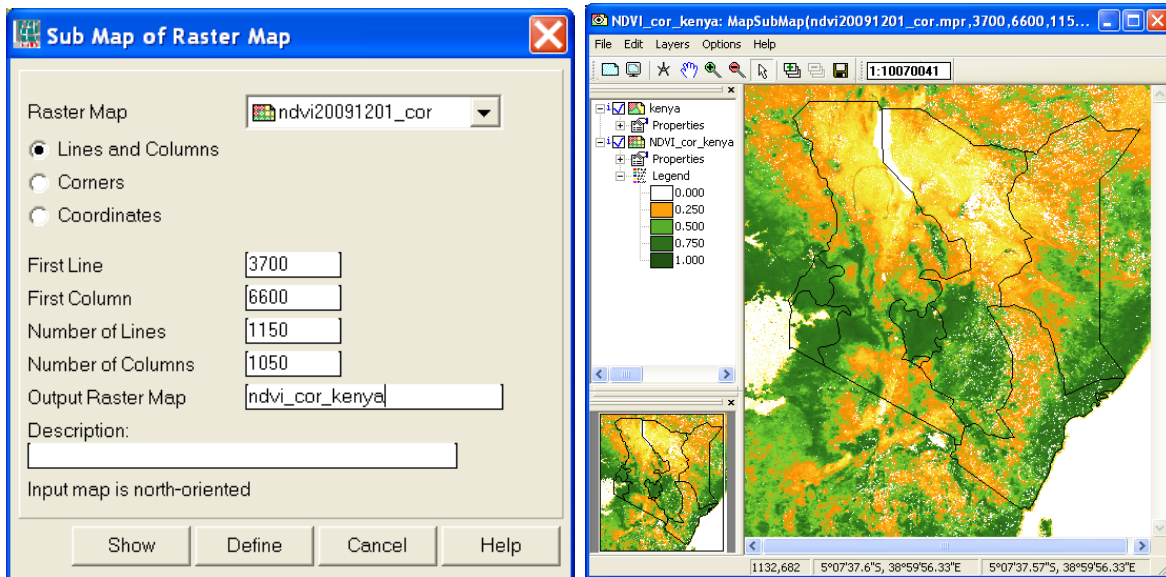 Sub Map of Raster Map
Raster Map
ndvi20091201_cor
Lines and Columns
Corners
Coordinates
First Line 3700
First Column 6600
Number of Lines 1150
Number of Columns 1050
Output Raster Map ndvi_cor_kenya
Description:
Input map is north-oriented
Show Define Cancel Help
NDVI_cor_kenya: MapSubMap(ndvi20091201_cor.mpr,3700,6600,115...
File Edit Layers Options Help
1:10070041
kenya
Properties
NDVI_cor_kenya
Properties
Legend
0.000
0.250
0.500
0.750
1.000
1132,682 5°07'37.6"S, 38°59'56.33"E 5°07'37.57"S, 38°59'56.33"E